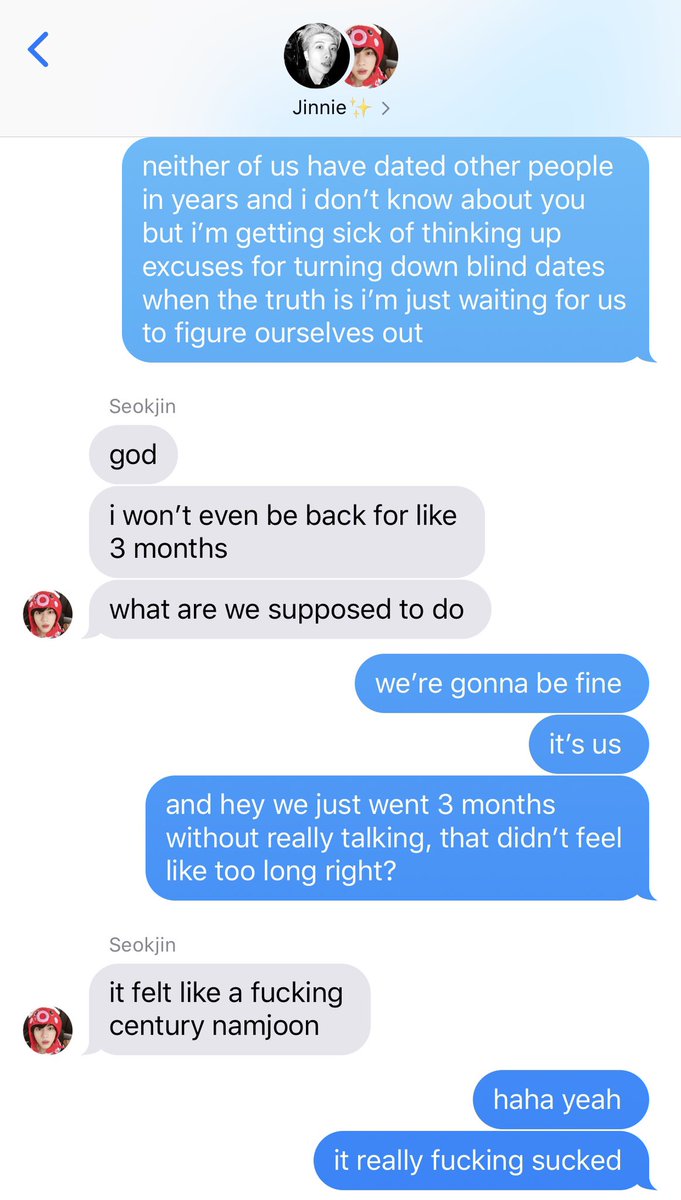 Jinnie✨
neither of us have dated other people
in years and i don’t know about you
but i’m getting sick of thinking up
excuses for turning down blind dates
when the truth is i’m just waiting for us
to figure ourselves out
Seokjin
god
i won’t even be back for like
3 months
what are we supposed to do
we’re gonna be fine
it’s us
and hey we just went 3 months
without really talking, that didn’t feel
like too long right?
Seokjin
it felt like a fucking
century namjoon
haha yeah
it really fucking sucked